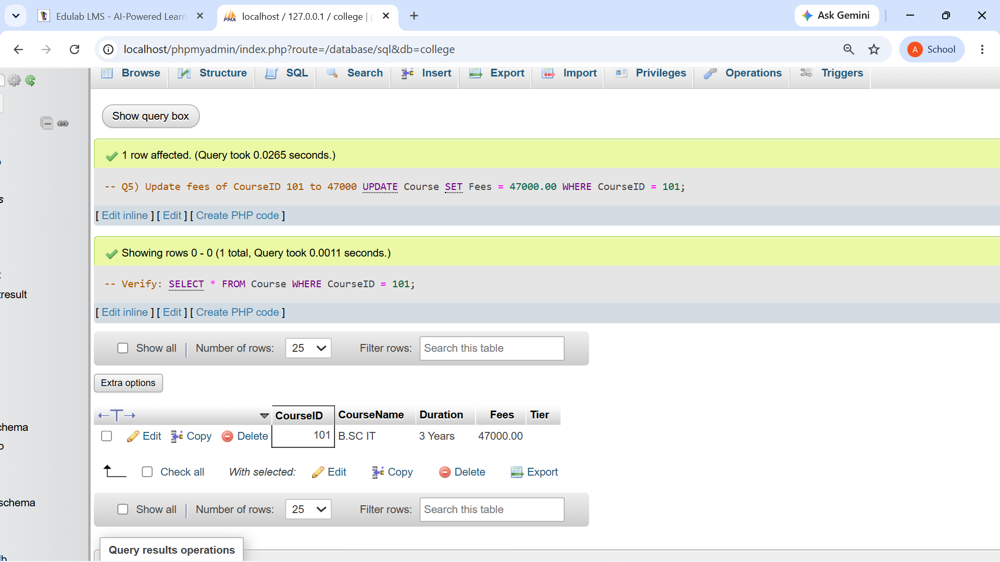 Edulab LMS - AI-Powered Learn
localhost / 127.0.0.1 / college |
Ask Gemini
localhost/phpmyadmin/index.php?route=/database/sql&db=college
A School
Browse Structure SQL Search Insert Export Import Privileges Operations Triggers
Show query box
1 row affected. (Query took 0.0265 seconds.)
-- Q5) Update fees of CourseID 101 to 47000 UPDATE Course SET Fees = 47000.00 WHERE CourseID = 101;
[ Edit inline ] [ Edit ] [ Create PHP code ]
Showing rows 0 - 0 (1 total, Query took 0.0011 seconds.)
-- Verify: SELECT * FROM Course WHERE CourseID = 101;
result
[ Edit inline ] [ Edit ] [ Create PHP code ]
Show all | Number of rows: 25 Filter rows: Search this table
Extra options
CourseID CourseName Duration Fees Tier
chema
Edit Copy Delete 101 B.SC IT 3 Years 47000.00
Check all With selected: Edit Copy Delete Export
schema
Show all | Number of rows: 25 Filter rows: Search this table
Query results operations